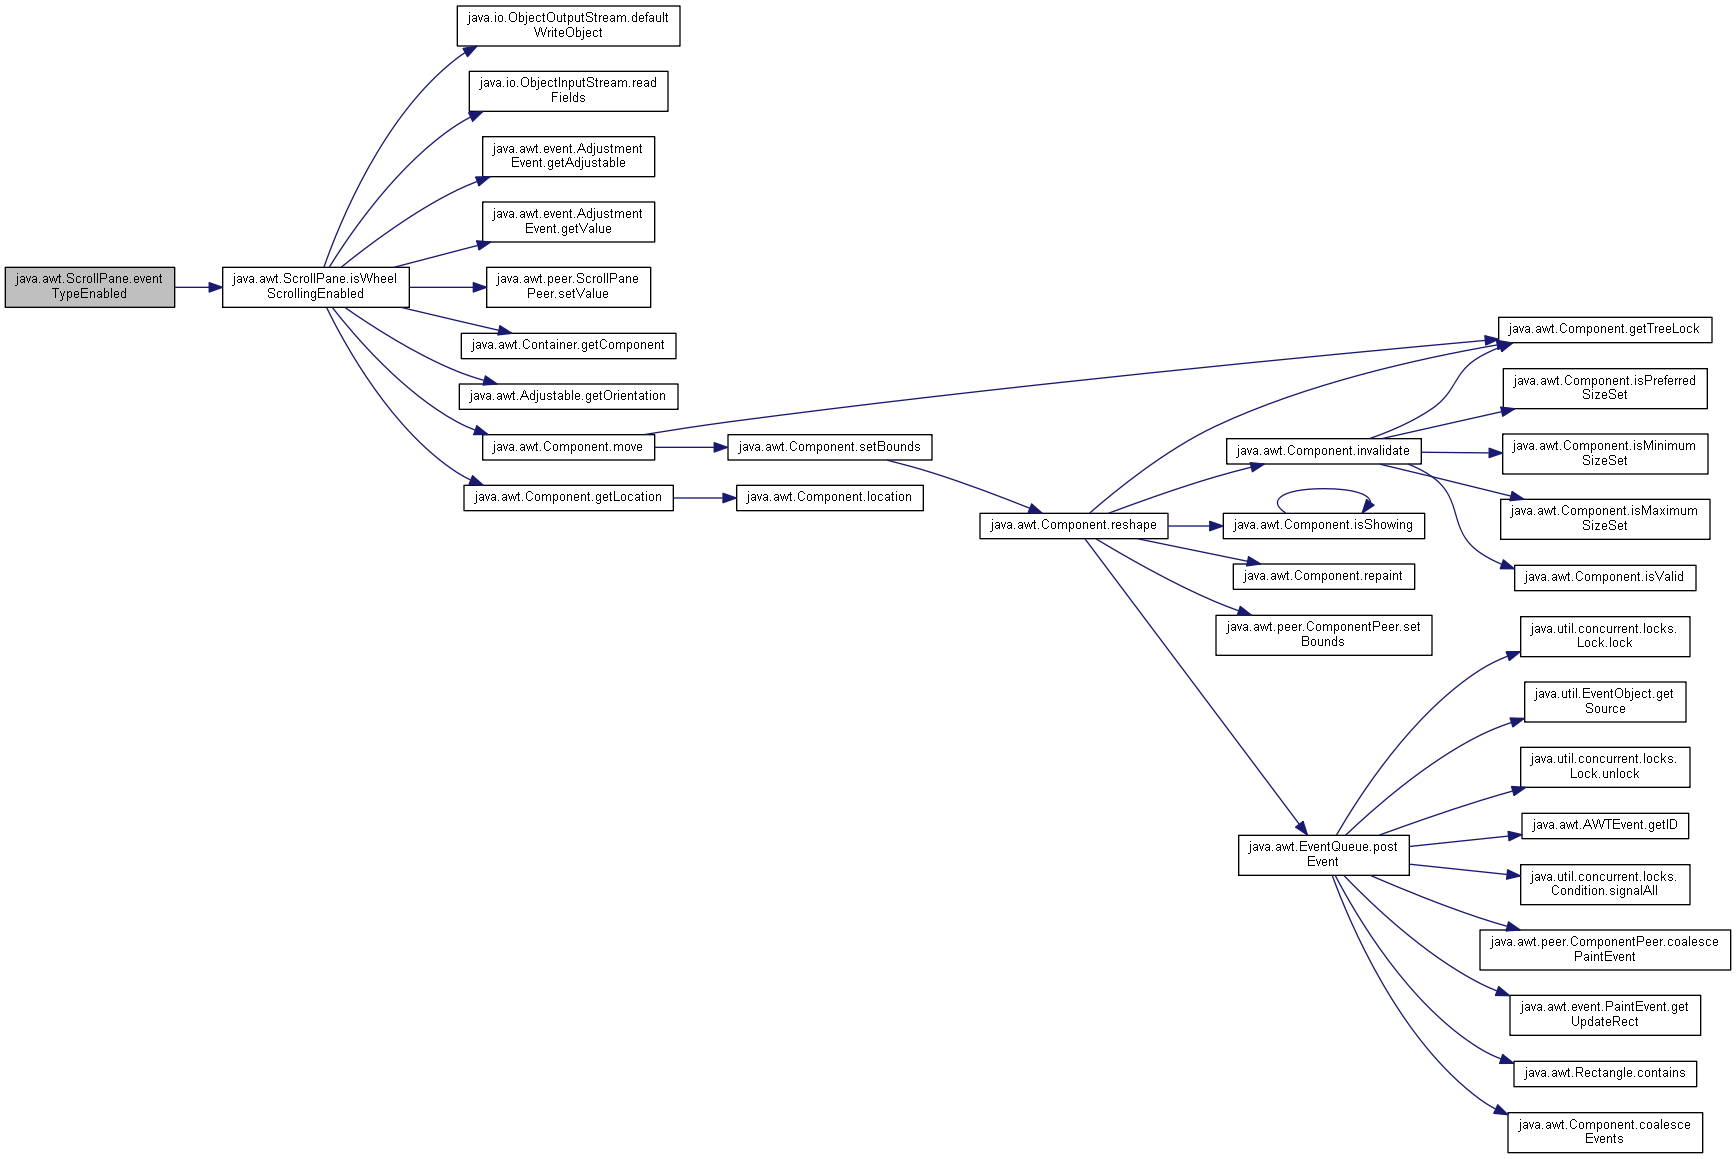 java.io.ObjectOutputStream.default
WriteObject
java.io.ObjectInputStream.read
Fields
java.awt.event.Adjustment
Event.getAdjustable
java.awt.event.Adjustment
Event.getValue
java.awt.ScrollPane.event
TypeEnabled
java.awt.ScrollPane.isWheel
ScrollingEnabled
java.awt.peer.ScrollPane
Peer.setValue
java.awt.Container.getComponent
java.awt.Adjustable.getOrientation
java.awt.Component.move
java.awt.Component.getLocation
java.awt.Component.setBounds
java.awt.Component.location
java.awt.Component.reshape
java.awt.Component.invalidate
java.awt.Component.isShowing
java.awt.Component.repaint
java.awt.peer.ComponentPeer.set
Bounds
java.awt.EventQueue.post
Event
java.awt.Component.getTreeLock
java.awt.Component.isPreferred
SizeSet
java.awt.Component.isMinimum
SizeSet
java.awt.Component.isMaximum
SizeSet
java.awt.Component.isValid
java.util.concurrent.locks.
Lock.lock
java.util.EventObject.get
Source
java.util.concurrent.locks.
Lock.unlock
java.awt.AWTEvent.getID
java.util.concurrent.locks.
Condition.signalAll
java.awt.peer.ComponentPeer.coalesce
PaintEvent
java.awt.event.PaintEvent.get
UpdateRect
java.awt.Rectangle.contains
java.awt.Component.coalesce
Events